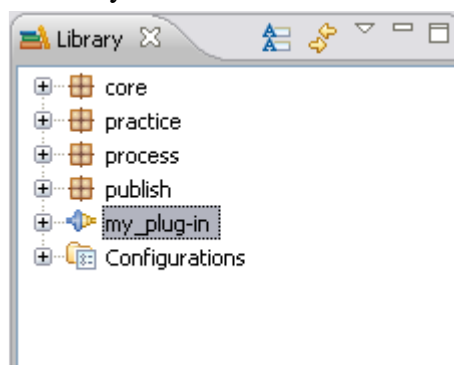 Library
core
practice
process
publish
my_plug-in
Configurations